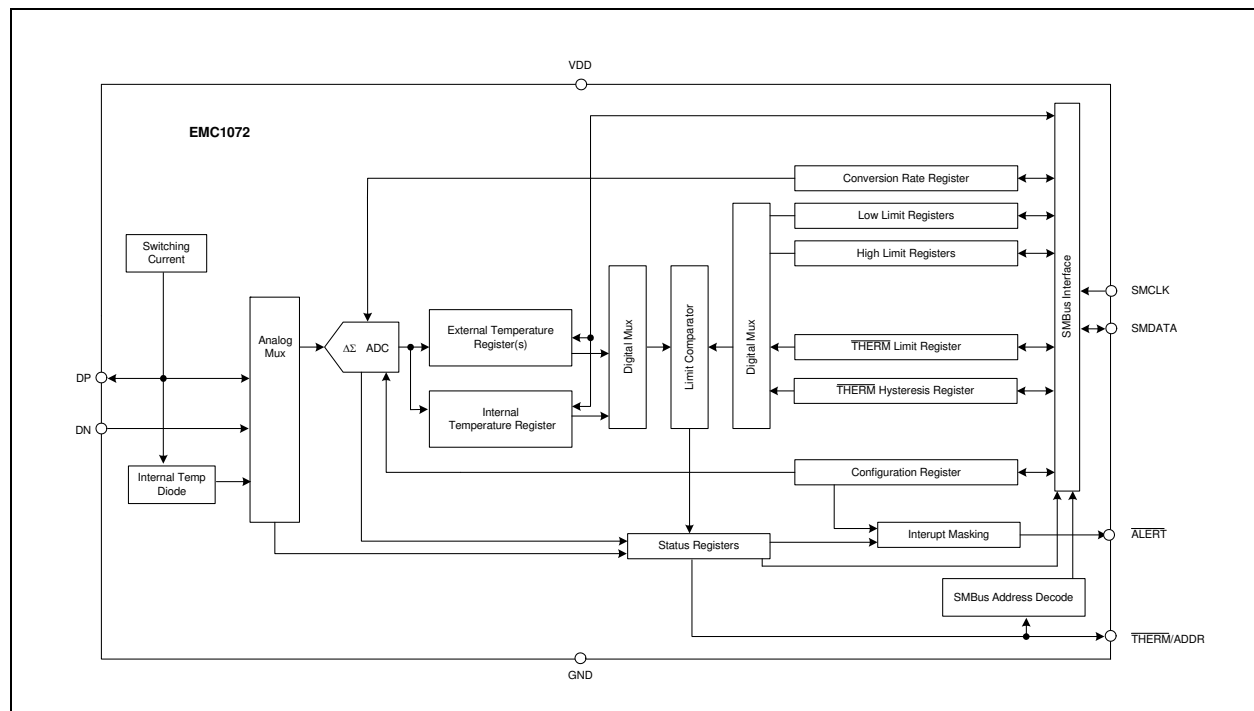 VDD
EMC1072
Conversion Rate Register
Low Limit Registers
High Limit Registers
Switching
Current
Analog
Mux
ΔΣ ADC
External Temperature
Register(s)
Internal
Temperature Register
Digital Mux
Limit Comparator
Digital Mux
THERM Limit Register
THERM Hysteresis Register
SMBus Interface
SMCLK
SMDATA
DP
DN
Internal Temp
Diode
Configuration Register
Status Registers
Interupt Masking
ALERT
SMBus Address Decode
THERM/ADDR
GND